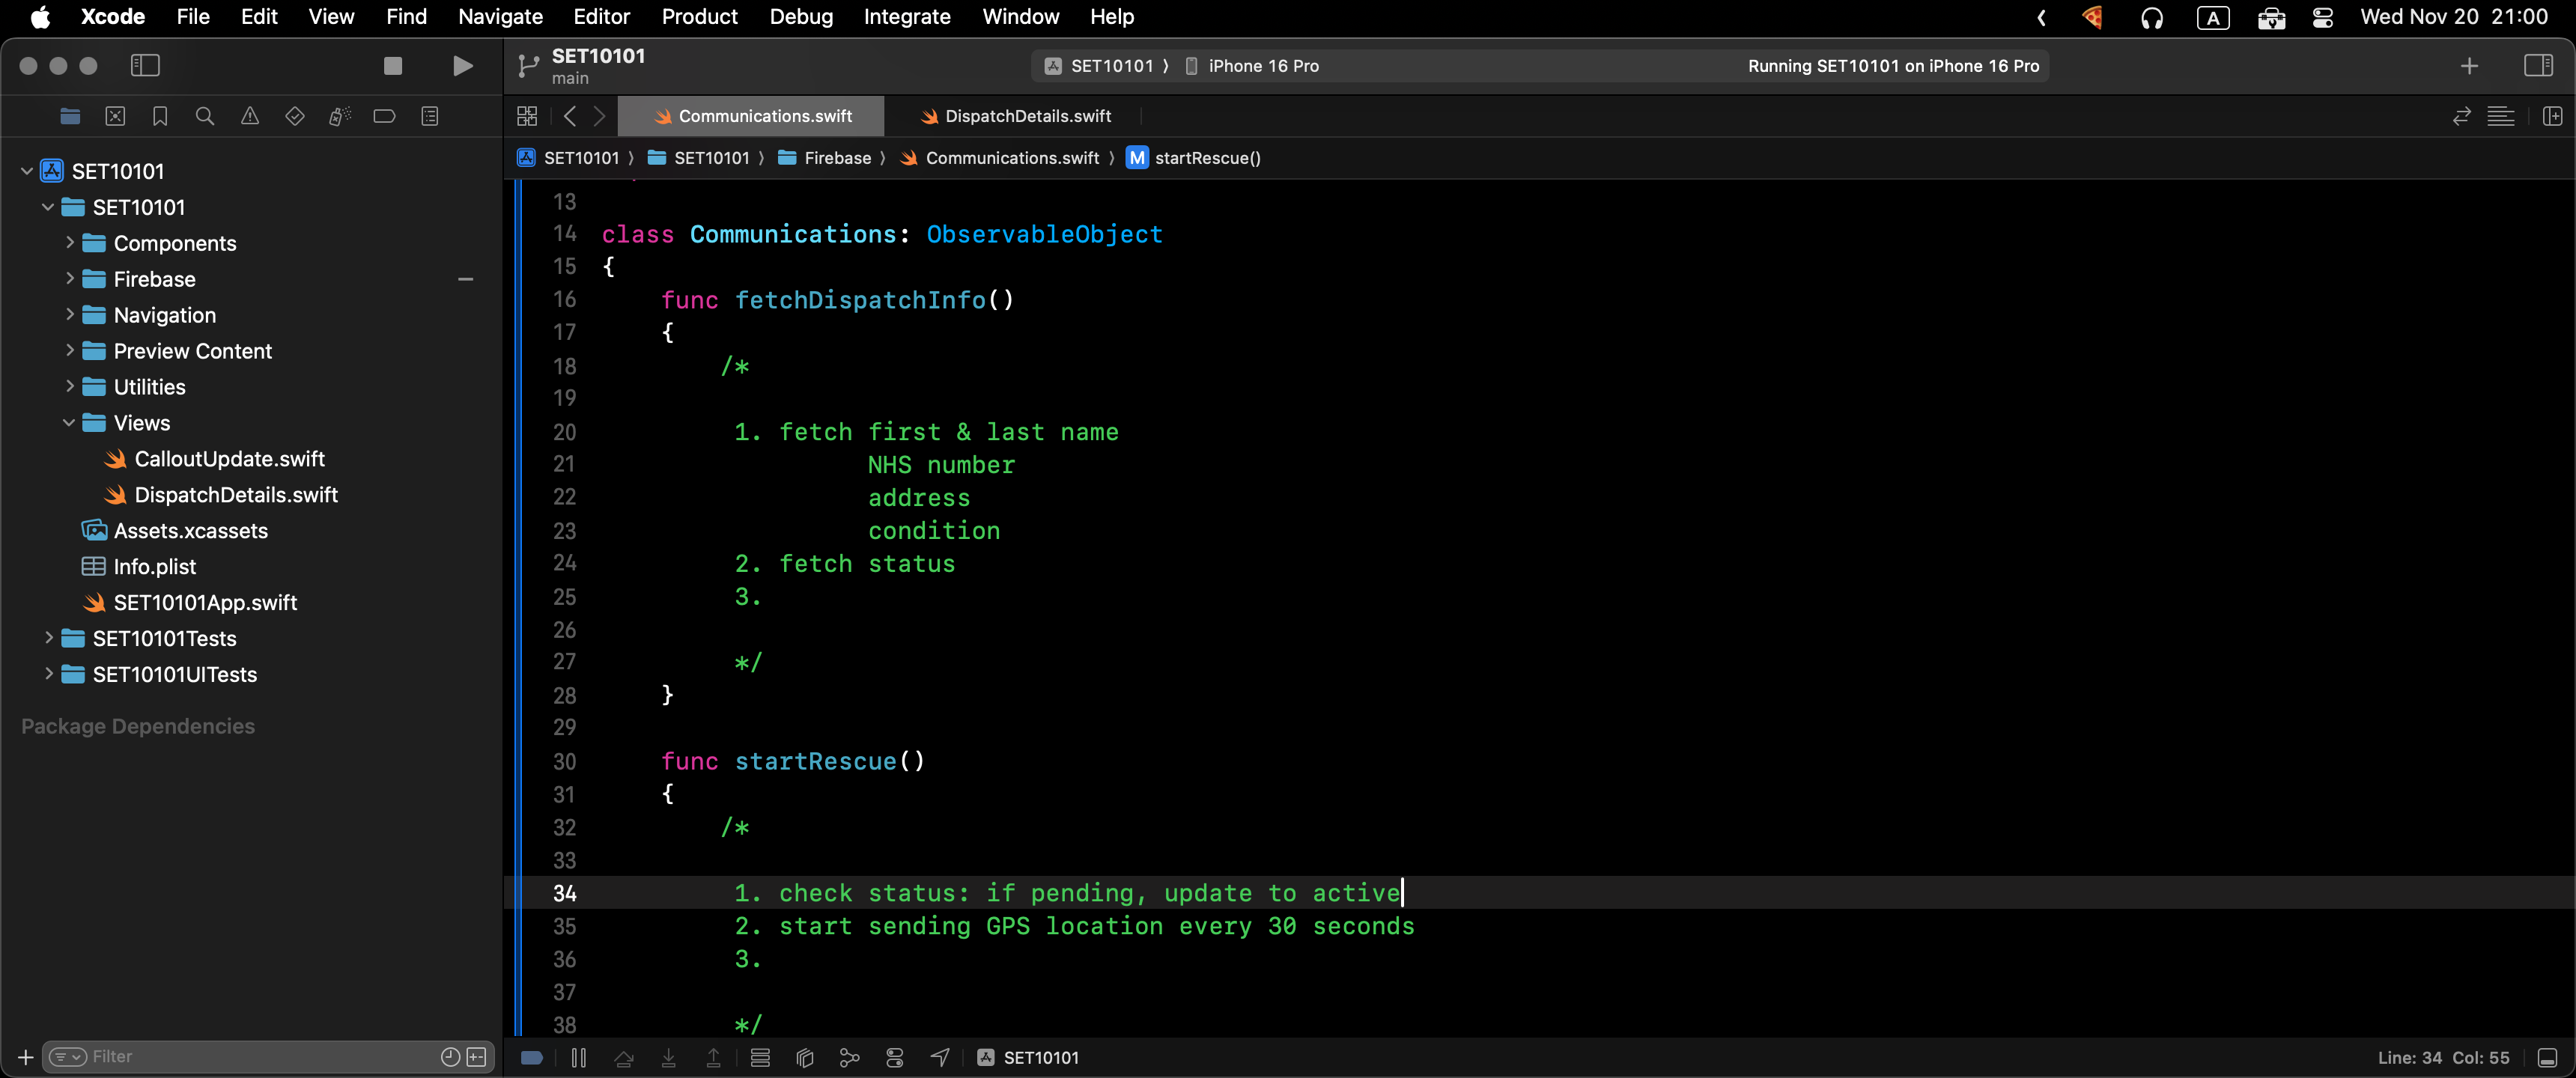 Xcode File Edit View Find Navigate Editor Product Debug Integrate Window Help A Wed Nov 20 21:00
SET10101
main
SET10101 iPhone 16 Pro Running SET10101 on iPhone 16 Pro
Communications.swift DispatchDetails.swift
SET10101 SET10101 Firebase Communications.swift M startRescue()
SET10101
SET10101
Components
Firebase
Navigation
Preview Content
Utilities
Views
CalloutUpdate.swift
DispatchDetails.swift
Assets.xcassets
Info.plist
SET10101App.swift
SET10101Tests
SET10101UITests
Package Dependencies
Filter
13
14 class Communications: ObservableObject
15 {
16 func fetchDispatchInfo()
17 {
18 /*
19
20 1. fetch first & last name
21 NHS number
22 address
23 condition
24 2. fetch status
25 3.
26
27 */
28 }
29
30 func startRescue()
31 {
32 /*
33
34 1. check status: if pending, update to active
35 2. start sending GPS location every 30 seconds
36 3.
37
38 */
SET10101 Line: 34 Col: 55